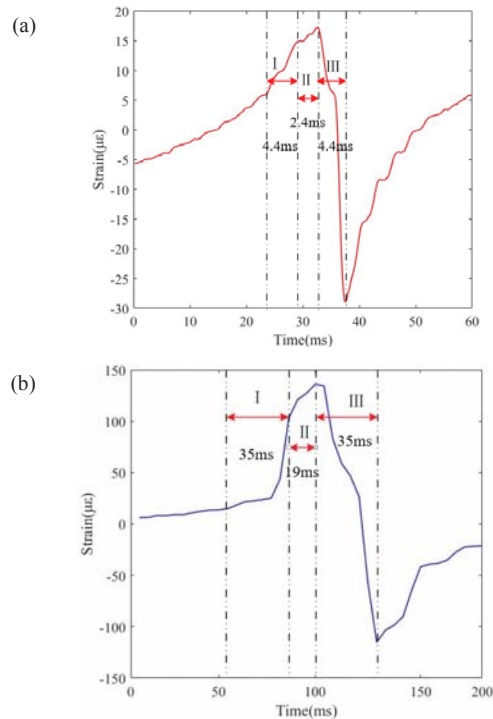 (a)
20
15
10
5
0
-5
-10
-15
-20
-25
-30
Strain(με)
I
II
III
2.4ms
4.4ms
4.4ms
0 10 20 30 40 50 60
Time(ms)
(b)
150
100
50
0
-50
-100
-150
Strain(με)
I
II
III
35ms
19ms
35ms
0 50 100 150 200
Time(ms)